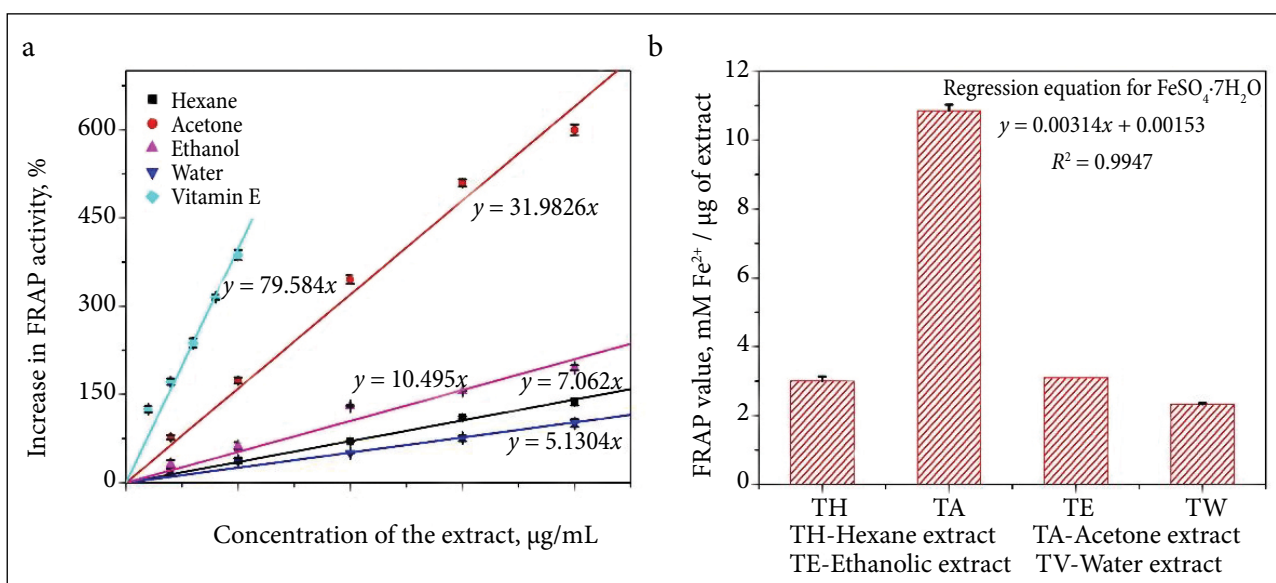 a
Increase in FRAP activity, %
600
450
300
150
0
Hexane
Acetone
Ethanol
Water
Vitamin E
y = 79.584x
y = 31.9826x
y = 10.495x
y = 7.062x
y = 5.1304x
Concentration of the extract, μg/mL
b
FRAP value, mM Fe²⁺ / μg of extract
12
10
8
6
4
2
0
Regression equation for FeSO₄·7H₂O
y = 0.00314x + 0.00153
R² = 0.9947
TH TA TE TW
TH-Hexane extract TA-Acetone extract
TE-Ethanolic extract TV-Water extract